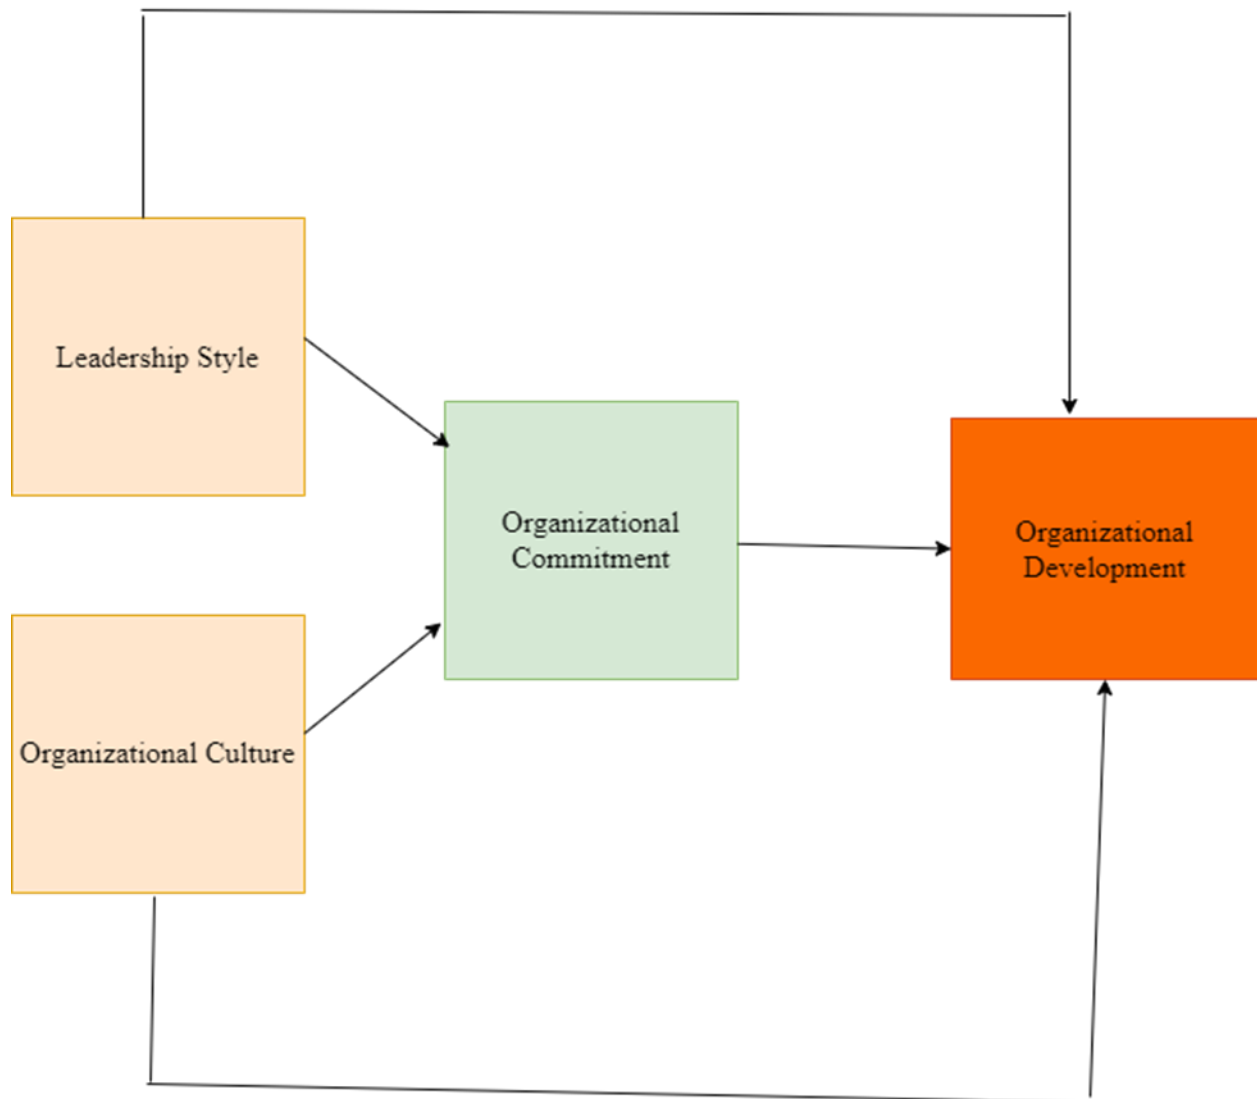 Leadership Style
Organizational
Commitment
Organizational
Development
Organizational Culture